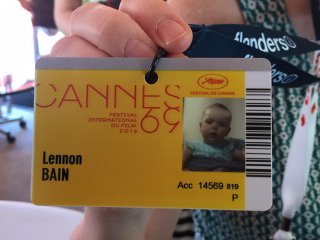 flanders
CANNES
69
FESTIVAL
INTERNATIONAL
DU FILM
2016
FESTIVAL DE CANNES
Lennon
BAIN
Acc 14569 819
P